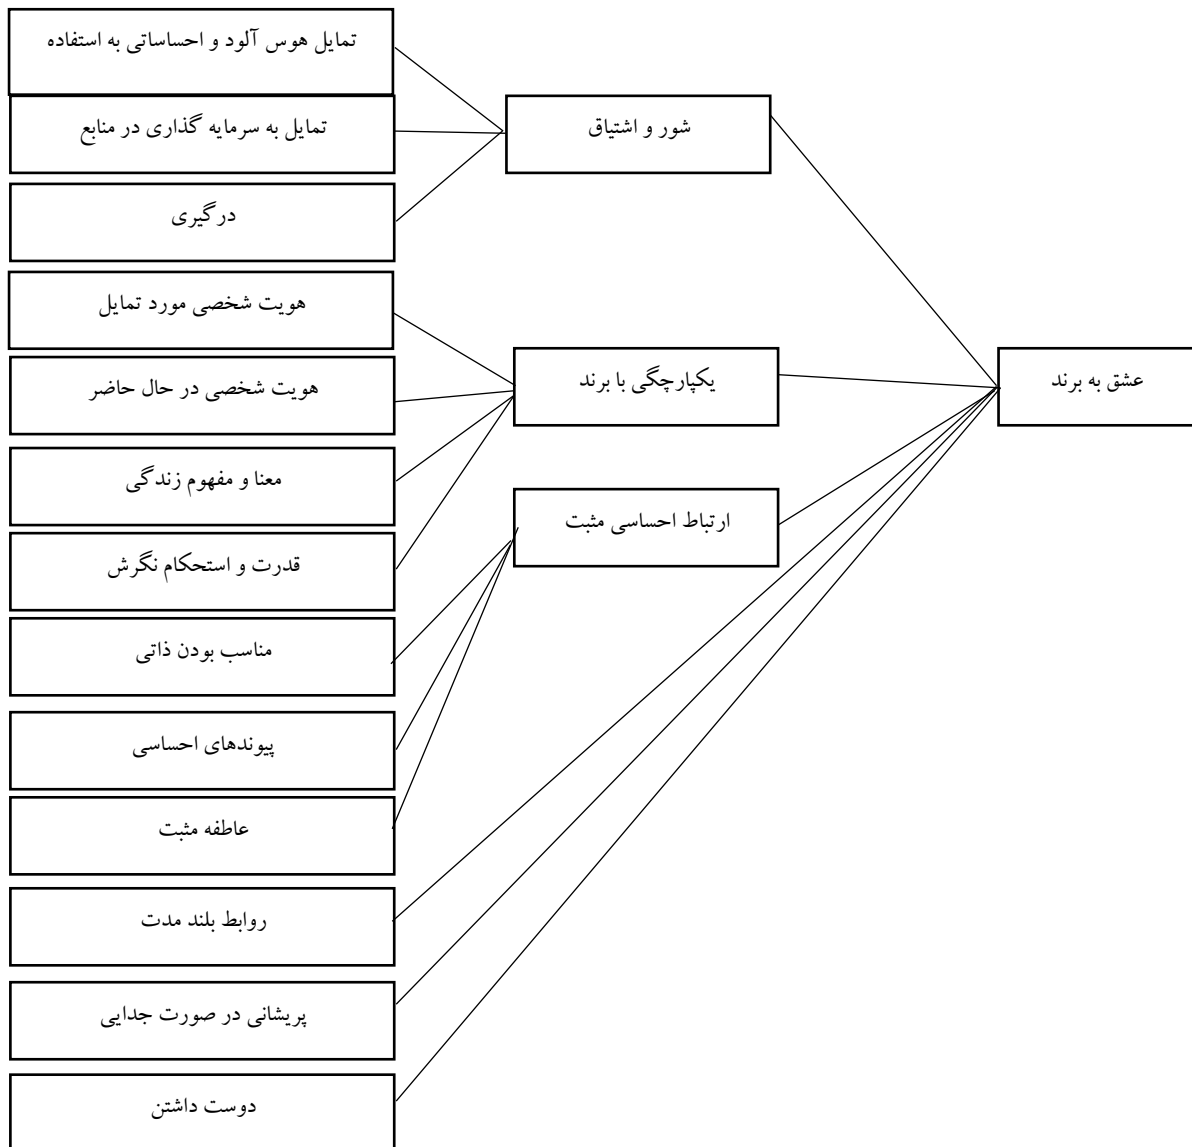 تمایل هوس آلود و احساساتی به استفاده
تمایل به سرمایه گذاری در منابع
شور و اشتیاق
درگیری
هویت شخصی مورد تمایل
هویت شخصی در حال حاضر
یکپارچگی با برند
عشق به برند
معنا و مفهوم زندگی
ارتباط احساسی مثبت
قدرت و استحکام نگرش
مناسب بودن ذاتی
پیوندهای احساسی
عاطفه مثبت
روابط بلند مدت
پریشانی در صورت جدایی
دوست داشتن